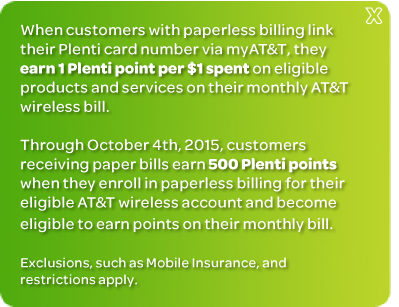 X
When customers with paperless billing link
their Plenti card number via myAT&T, they
earn 1 Plenti point per $1 spent on eligible
products and services on their monthly AT&T
wireless bill.
Through October 4th, 2015, customers
receiving paper bills earn 500 Plenti points
when they enroll in paperless billing for their
eligible AT&T wireless account and become
eligible to earn points on their monthly bill.
Exclusions, such as Mobile Insurance, and
restrictions apply.